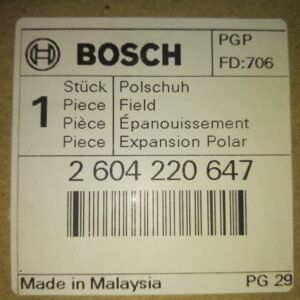 BOSCH
PGP
FD:706
1
Stück Polschuh
Piece Field
Pièce Épanouissement
Piece Expansion Polar
2 604 220 647
Made in Malaysia
PG 29